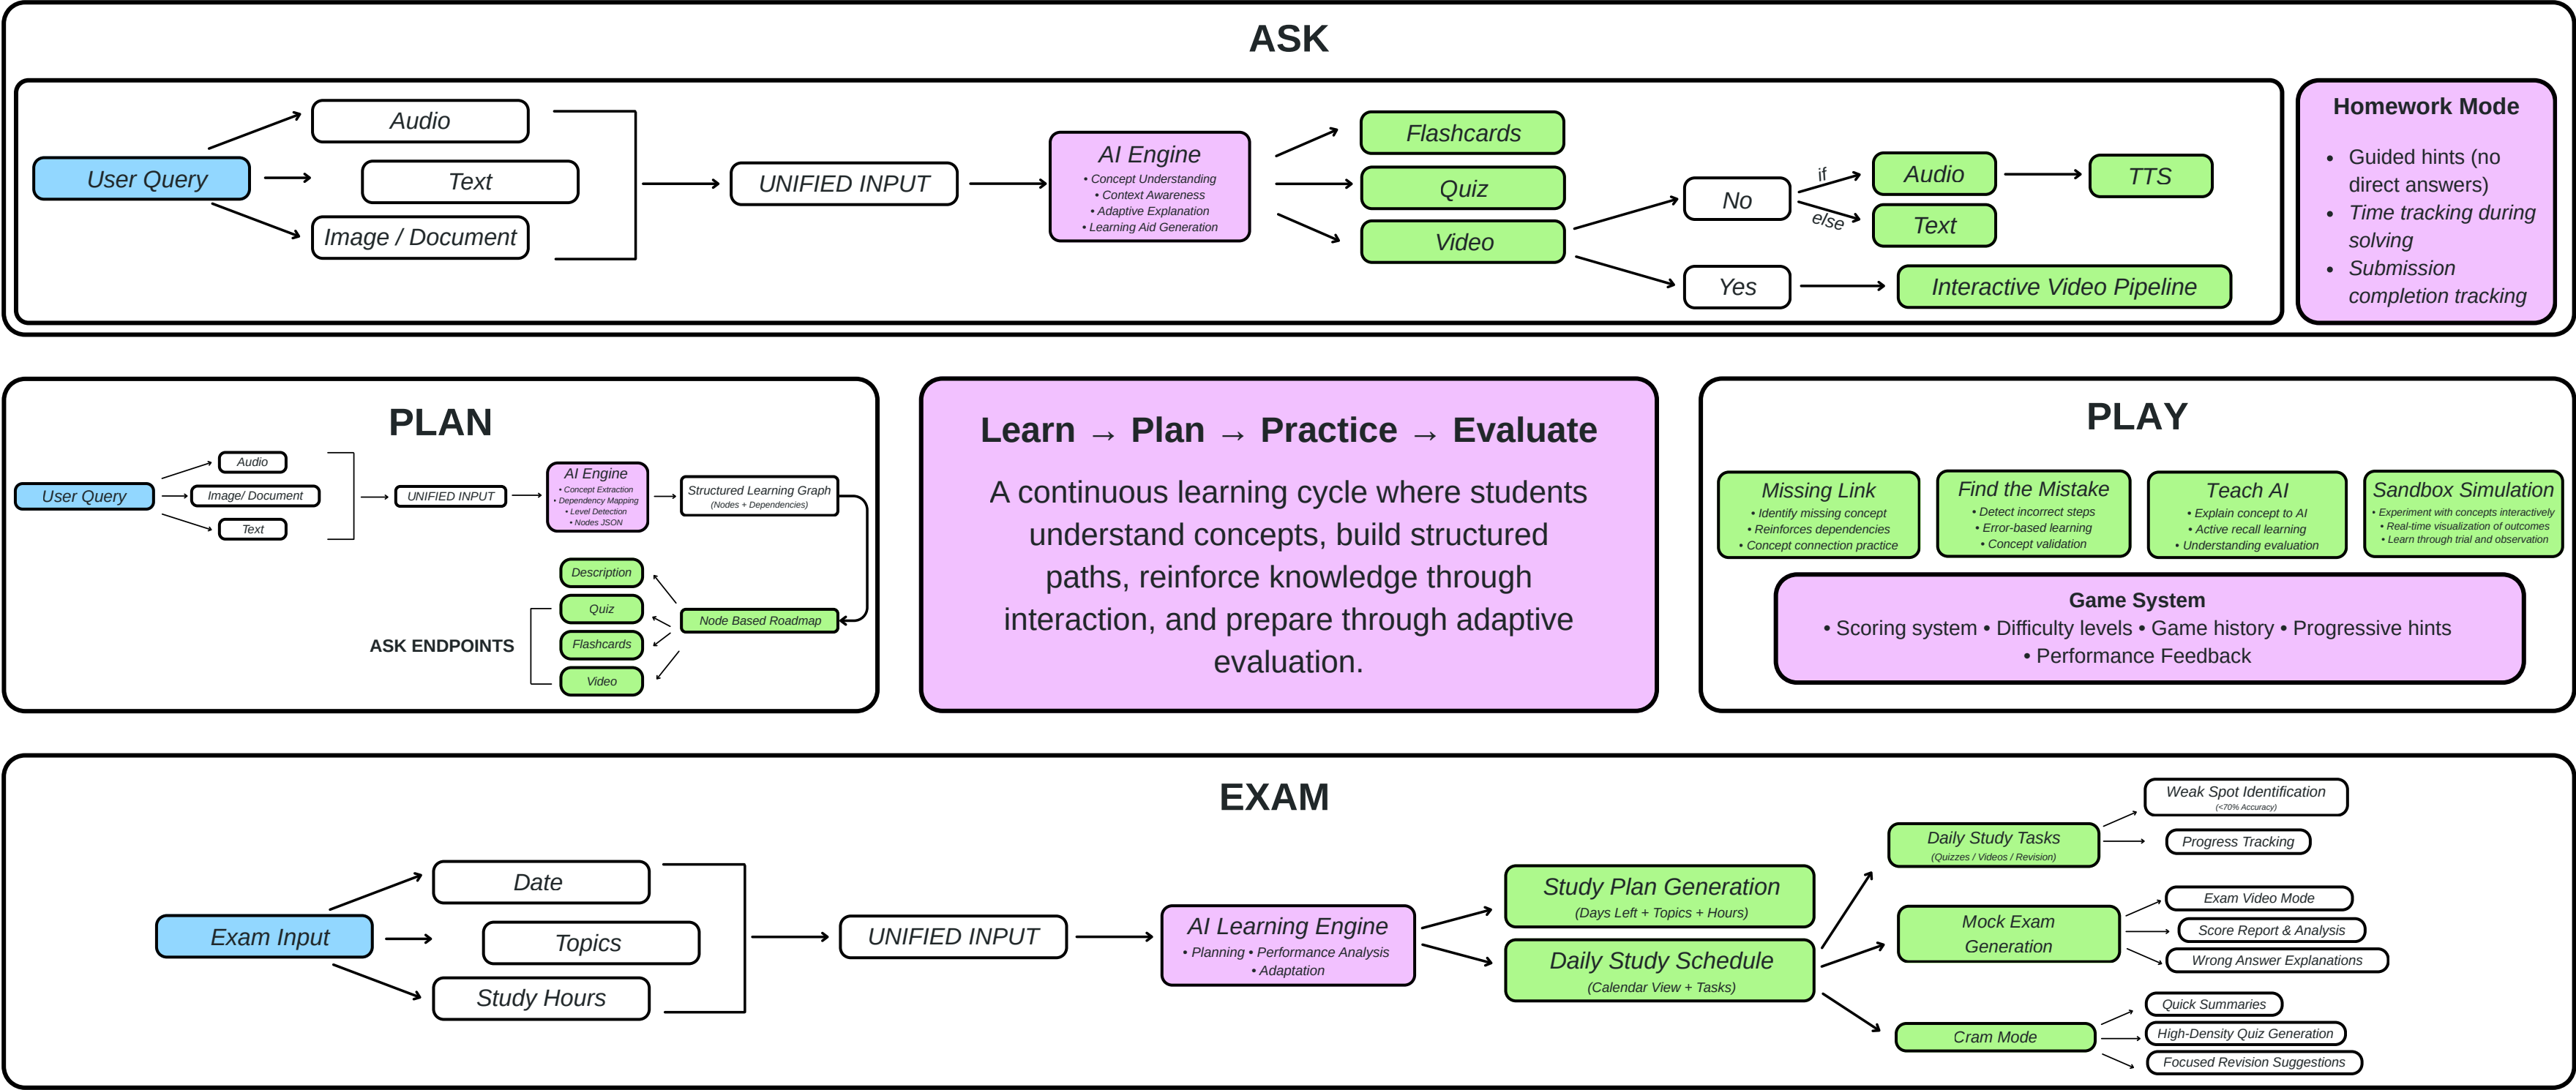 ASK
User Query
Audio
Text
Image / Document
UNIFIED INPUT
AI Engine
• Concept Understanding
• Context Awareness
• Adaptive Explanation
• Learning Aid Generation
Flashcards
Quiz
Video
No
Yes
if
else
Audio
Text
TTS
Interactive Video Pipeline
Homework Mode
• Guided hints (no
direct answers)
• Time tracking during
solving
• Submission
completion tracking
PLAN
User Query
Audio
Image/ Document
Text
UNIFIED INPUT
AI Engine
• Concept Extraction
• Dependency Mapping
• Level Detection
• Nodes JSON
Structured Learning Graph
(Nodes + Dependencies)
Node Based Roadmap
Description
Quiz
Flashcards
Video
ASK ENDPOINTS
Learn → Plan → Practice → Evaluate
A continuous learning cycle where students
understand concepts, build structured
paths, reinforce knowledge through
interaction, and prepare through adaptive
evaluation.
PLAY
Missing Link
• Identify missing concept
• Reinforces dependencies
• Concept connection practice
Find the Mistake
• Detect incorrect steps
• Error-based learning
• Concept validation
Teach AI
• Explain concept to AI
• Active recall learning
• Understanding evaluation
Sandbox Simulation
• Experiment with concepts interactively
• Real-time visualization of outcomes
• Learn through trial and observation
Game System
• Scoring system • Difficulty levels • Game history • Progressive hints
• Performance Feedback
EXAM
Exam Input
Date
Topics
Study Hours
UNIFIED INPUT
AI Learning Engine
• Planning • Performance Analysis
• Adaptation
Study Plan Generation
(Days Left + Topics + Hours)
Daily Study Schedule
(Calendar View + Tasks)
Daily Study Tasks
(Quizzes / Videos / Revision)
Weak Spot Identification
(<70% Accuracy)
Progress Tracking
Mock Exam
Generation
Exam Video Mode
Score Report & Analysis
Wrong Answer Explanations
Cram Mode
Quick Summaries
High-Density Quiz Generation
Focused Revision Suggestions